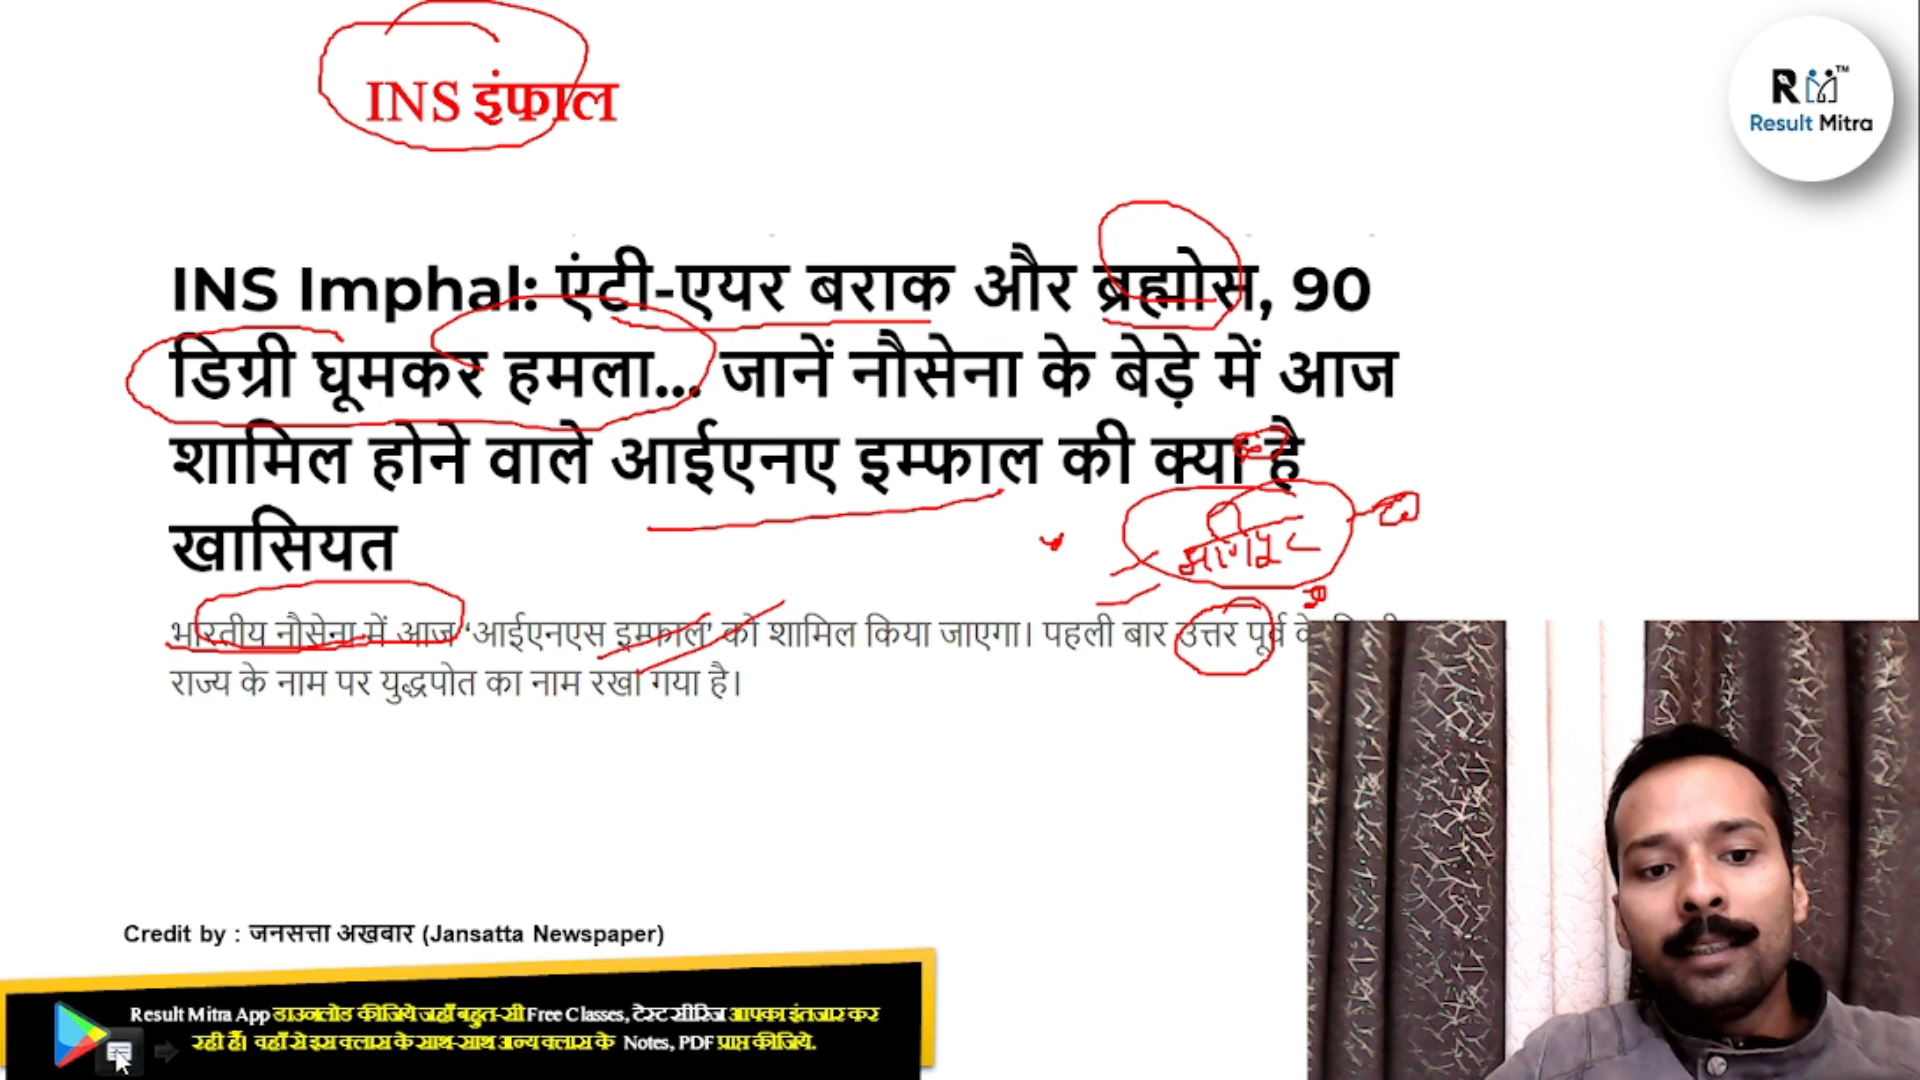 INS इंफाल
R TM
Result Mitra
INS Imphal: एंटी-एयर बराक और ब्रह्मोस, 90
डिग्री घूमकर हमला... जानें नौसेना के बेड़े में आज
शामिल होने वाले आईएनए इम्फाल की क्या है
खासियत
भारतीय नौसेना में आज ‘आईएनएस इम्फाल’ को शामिल किया जाएगा। पहली बार उत्तर पूर्व
राज्य के नाम पर युद्धपोत का नाम रखा गया है।
Credit by : जनसत्ता अखबार (Jansatta Newspaper)
Result Mitra App डाउनलोड कीजिये जहाँ बहुत-सी Free Classes, टेस्ट सीरिज आपका इंतजार कर
रही हैं। वहाँ से इस क्लास के साथ-साथ अन्य क्लास के Notes, PDF प्राप्त कीजिये.